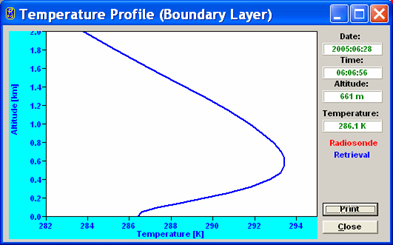 Temperature Profile (Boundary Layer)
Date:
2005:06:28
Time:
06:06:56
Altitude:
661 m
Temperature:
286.1 K
Radiosonde
Retrieval
Print
Close
Altitude [km]
2.0
1.8
1.6
1.4
1.2
1.0
0.8
0.6
0.4
0.2
0.0
282 284 286 288 290 292 294
Temperature [K]